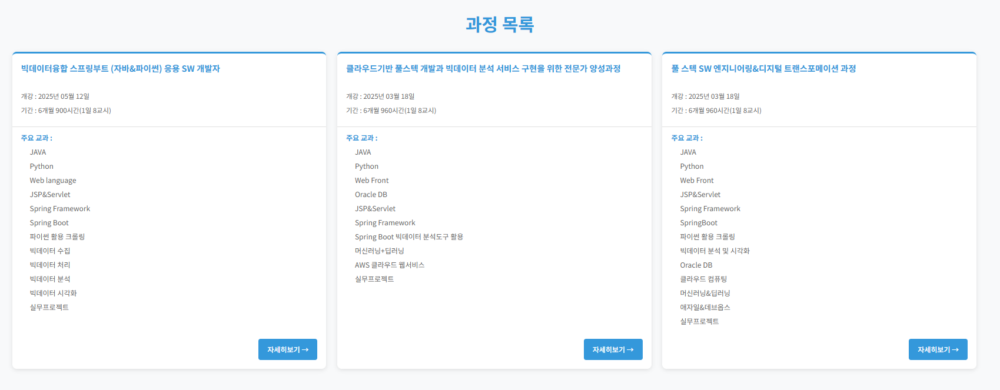 과정 목록
빅데이터융합 스프링부트 (자바&파이썬) 응용 SW 개발자
개강 : 2025년 05월 12일
기간 : 6개월 900시간(1일 8교시)
주요 교과 :
JAVA
Python
Web language
JSP&Servlet
Spring Framework
Spring Boot
파이썬 활용 크롤링
빅데이터 수집
빅데이터 처리
빅데이터 분석
빅데이터 시각화
실무프로젝트
자세히보기 →
클라우드기반 풀스텍 개발과 빅데이터 분석 서비스 구현을 위한 전문가 양성과정
개강 : 2025년 03월 18일
기간 : 6개월 960시간(1일 8교시)
주요 교과 :
JAVA
Python
Web Front
Oracle DB
JSP&Servlet
Spring Framework
Spring Boot 빅데이터 분석도구 활용
머신러닝+딥러닝
AWS 클라우드 웹서비스
실무프로젝트
자세히보기 →
풀 스텍 SW 엔지니어링&디지털 트랜스포메이션 과정
개강 : 2025년 03월 18일
기간 : 6개월 960시간(1일 8교시)
주요 교과 :
JAVA
Python
Web Front
JSP&Servlet
Spring Framework
SpringBoot
파이썬 활용 크롤링
빅데이터 분석 및 시각화
Oracle DB
클라우드 컴퓨팅
머신러닝&딥러닝
애자일&데브옵스
실무프로젝트
자세히보기 →